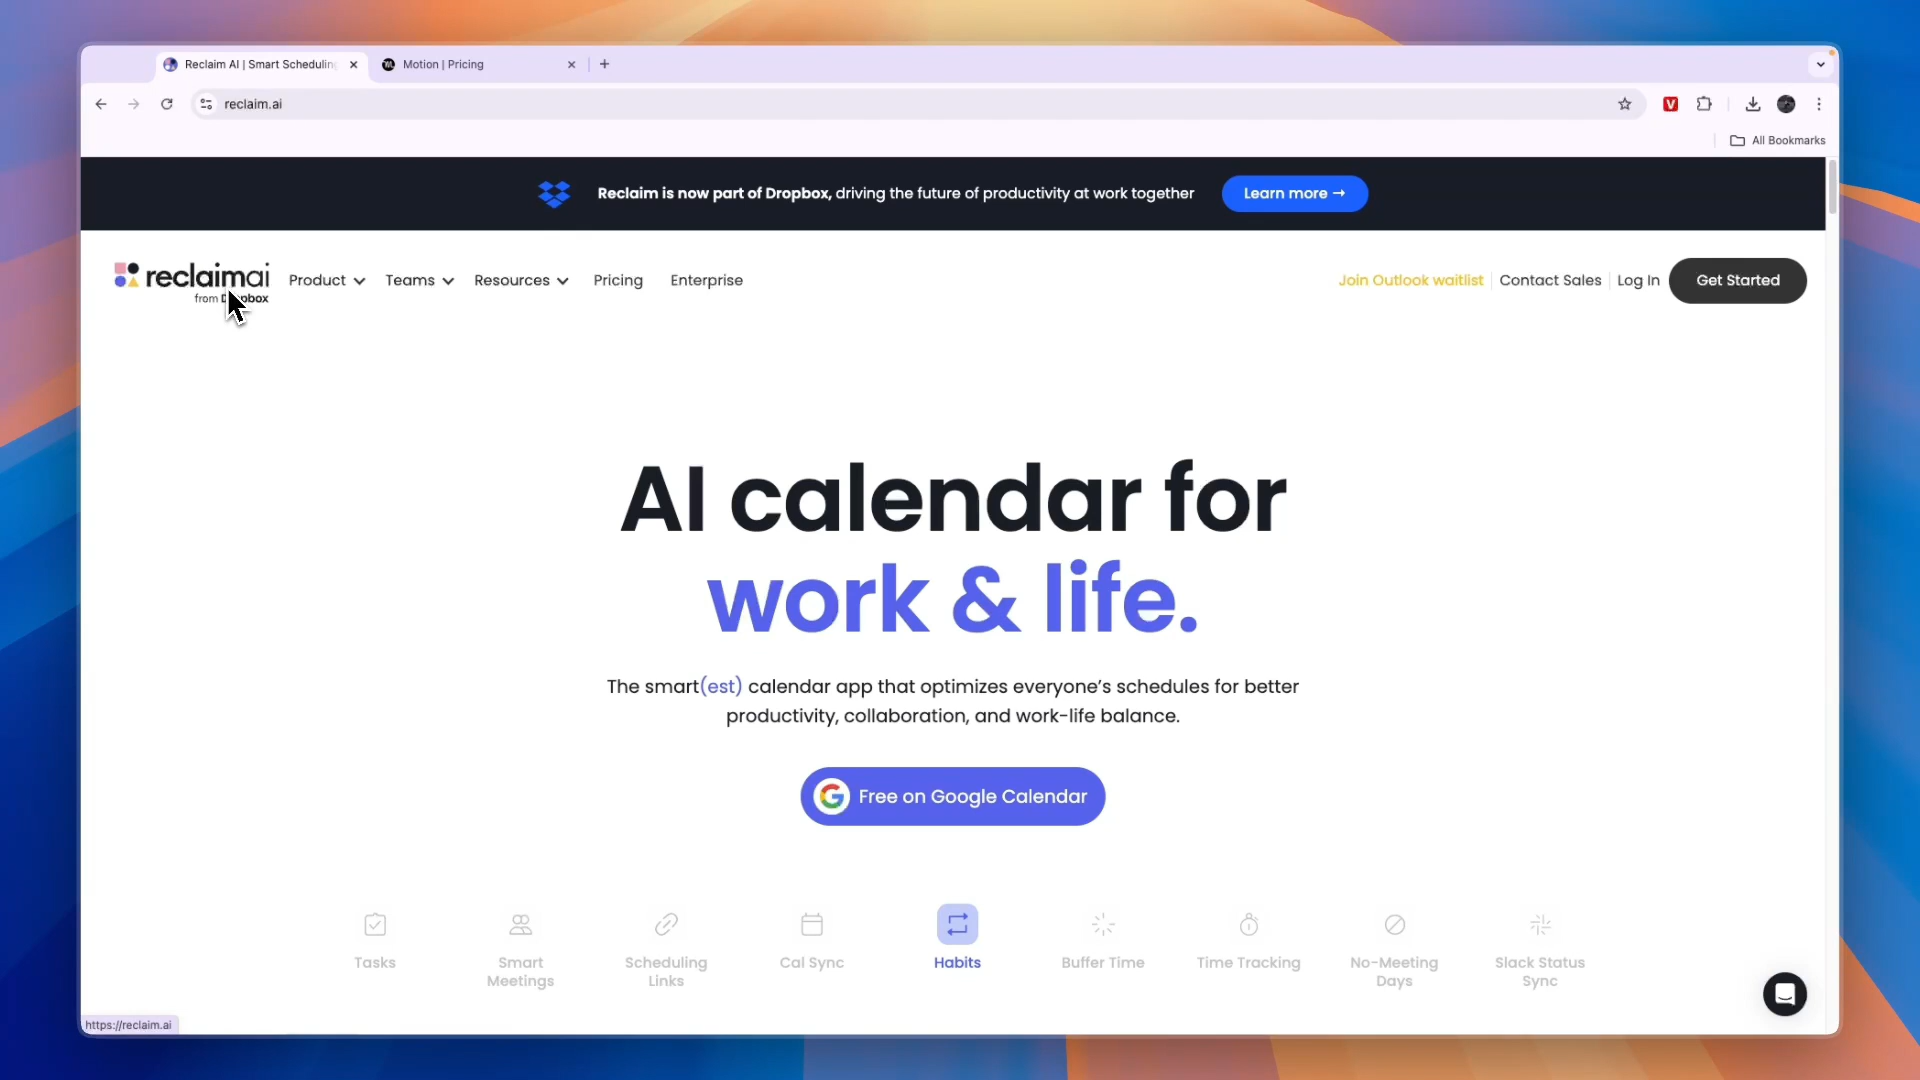 Reclaim AI | Smart Scheduling
Motion | Pricing
reclaim.ai
All Bookmarks
Reclaim is now part of Dropbox, driving the future of productivity at work together
Learn more →
reclaimai
from
Product
Teams
Resources
Pricing
Enterprise
Join Outlook waitlist
Contact Sales
Log In
Get Started
AI calendar for
work & life.
The smart(est) calendar app that optimizes everyone's schedules for better
productivity, collaboration, and work-life balance.
Free on Google Calendar
Tasks
Smart
Meetings
Scheduling
Links
Cal Sync
Habits
Buffer Time
Time Tracking
No-Meeting
Days
Slack Status
Sync
https://reclaim.ai